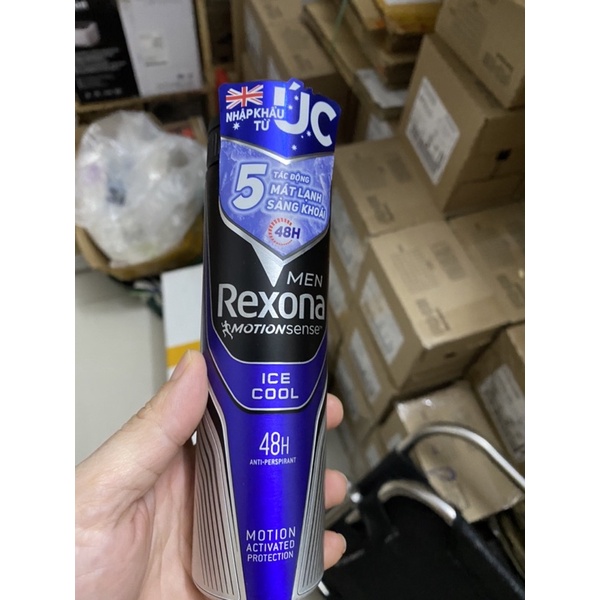 NHẬP KHẨU
TỪ ÚC
5 TÁC ĐỘNG
MÁT LẠNH
SẢNG KHOÁI
48H
MEN
Rexona
MOTIONsense™
ICE
COOL
48H
ANTI-PERSPIRANT
MOTION
ACTIVATED
PROTECTION